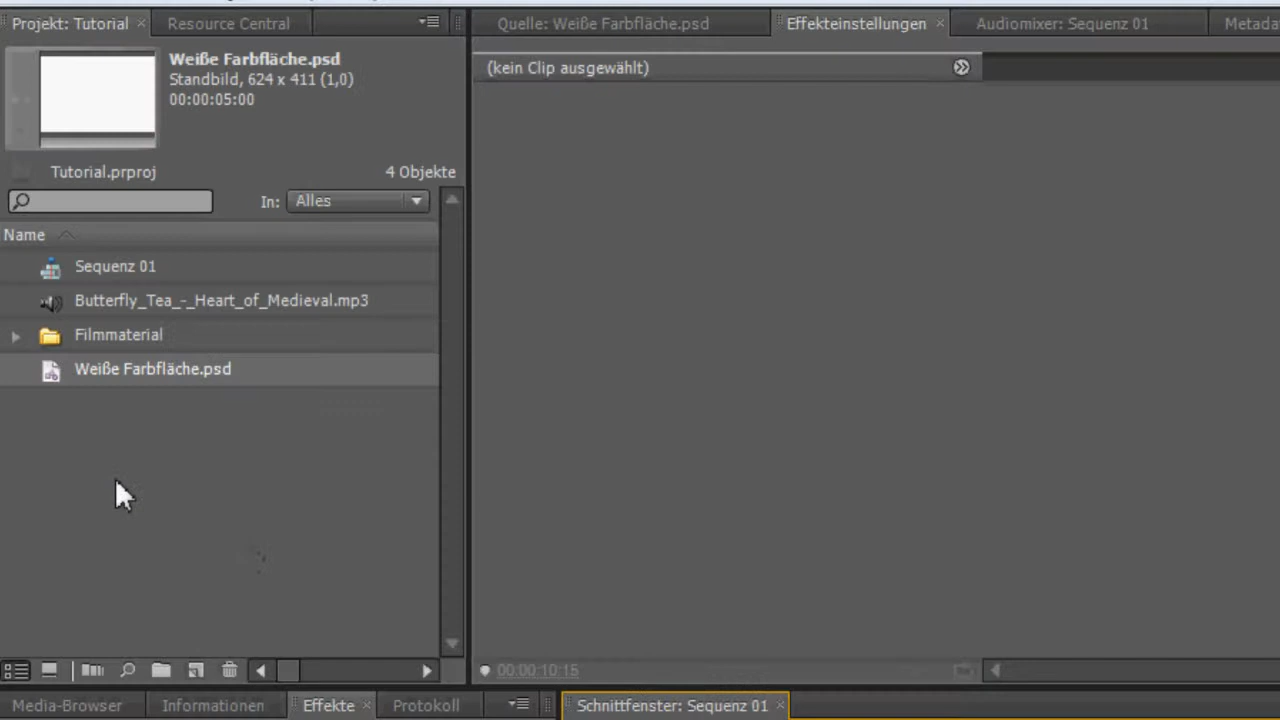 Projekt: Tutorial
Resource Central
Quelle: Weiße Farbfläche.psd
Effekteinstellungen
Audiomixer: Sequenz 01
Metada
Weiße Farbfläche.psd
Standbild, 624 x 411 (1,0)
00:00:05:00
(kein Clip ausgewählt)
Tutorial.prproj
4 Objekte
In:
Alles
Name
Sequenz 01
Butterfly_Tea_-_Heart_of_Medieval.mp3
Filmmaterial
Weiße Farbfläche.psd
00:00:10:15
Media-Browser
Informationen
Effekte
Protokoll
Schnittfenster: Sequenz 01